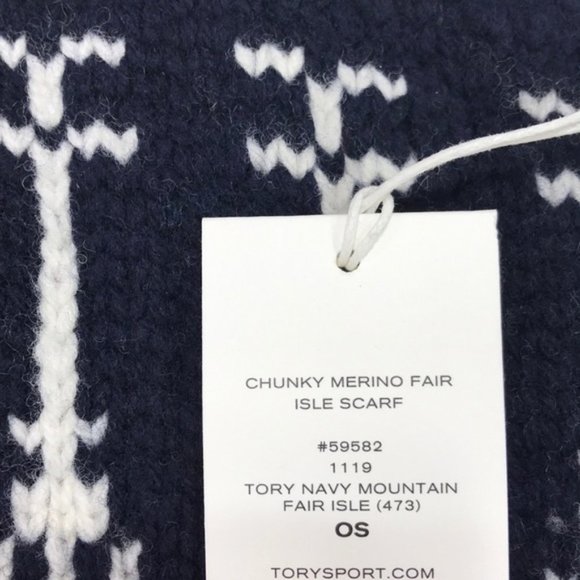 CHUNKY MERINO FAIR
ISLE SCARF
#59582
1119
TORY NAVY MOUNTAIN
FAIR ISLE (473)
OS
TORYSPORT.COM